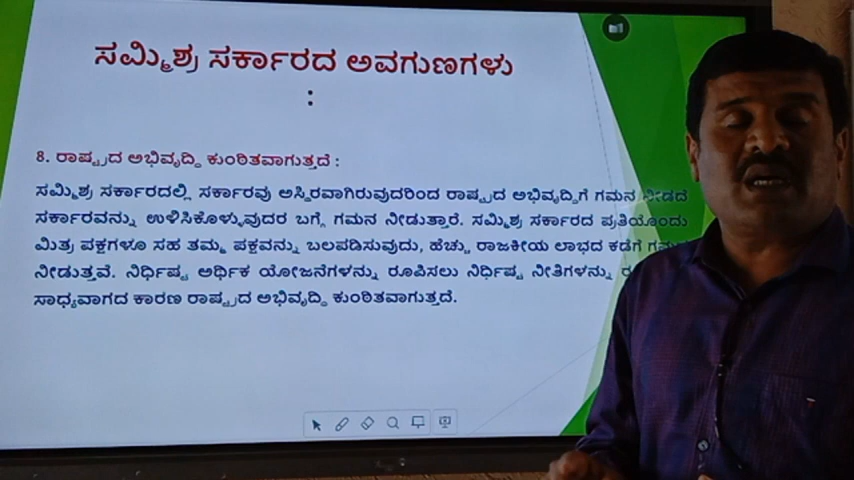 ಸಮ್ಮಿಶ್ರ ಸರ್ಕಾರದ ಅವಗುಣಗಳು
:
8. ರಾಷ್ಟ್ರದ ಅಭಿವೃದ್ಧಿ ಕುಂಠಿತವಾಗುತ್ತದೆ :
ಸಮ್ಮಿಶ್ರ ಸರ್ಕಾರದಲ್ಲಿ ಸರ್ಕಾರವು ಅಸ್ಥಿರವಾಗಿರುವುದರಿಂದ ರಾಷ್ಟ್ರದ ಅಭಿವೃದ್ಧಿಗೆ ಗಮನ ನೀಡದೆ
ಸರ್ಕಾರವನ್ನು ಉಳಿಸಿಕೊಳ್ಳುವುದರ ಬಗ್ಗೆ ಗಮನ ನೀಡುತ್ತಾರೆ. ಸಮ್ಮಿಶ್ರ ಸರ್ಕಾರದ ಪ್ರತಿಯೊಂದು
ಮಿತ್ರ ಪಕ್ಷಗಳೂ ಸಹ ತಮ್ಮ ಪಕ್ಷವನ್ನು ಬಲಪಡಿಸುವುದು, ಹೆಚ್ಚು ರಾಜಕೀಯ ಲಾಭದ ಕಡೆಗೆ
ನೀಡುತ್ತವೆ. ನಿರ್ಧಿಷ್ಟ ಅರ್ಥಿಕ ಯೋಜನೆಗಳನ್ನು ರೂಪಿಸಲು ನಿರ್ಧಿಷ್ಟ ನೀತಿಗಳನ್ನು
ಸಾಧ್ಯವಾಗದ ಕಾರಣ ರಾಷ್ಟ್ರದ ಅಭಿವೃದ್ಧಿ ಕುಂಠಿತವಾಗುತ್ತದೆ.